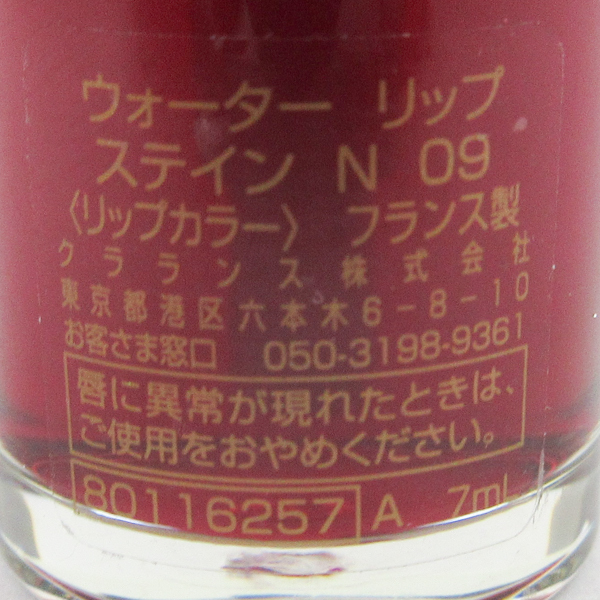 ウォーター リップ
ステイン N 09
〈リップカラー〉 フランス製
クラランス株式会社
東京都港区六本木6-8-10
お客さま窓口 050-3198-9361
唇に異常が現れたときは、
ご使用をおやめください。
80116257 A 7mL